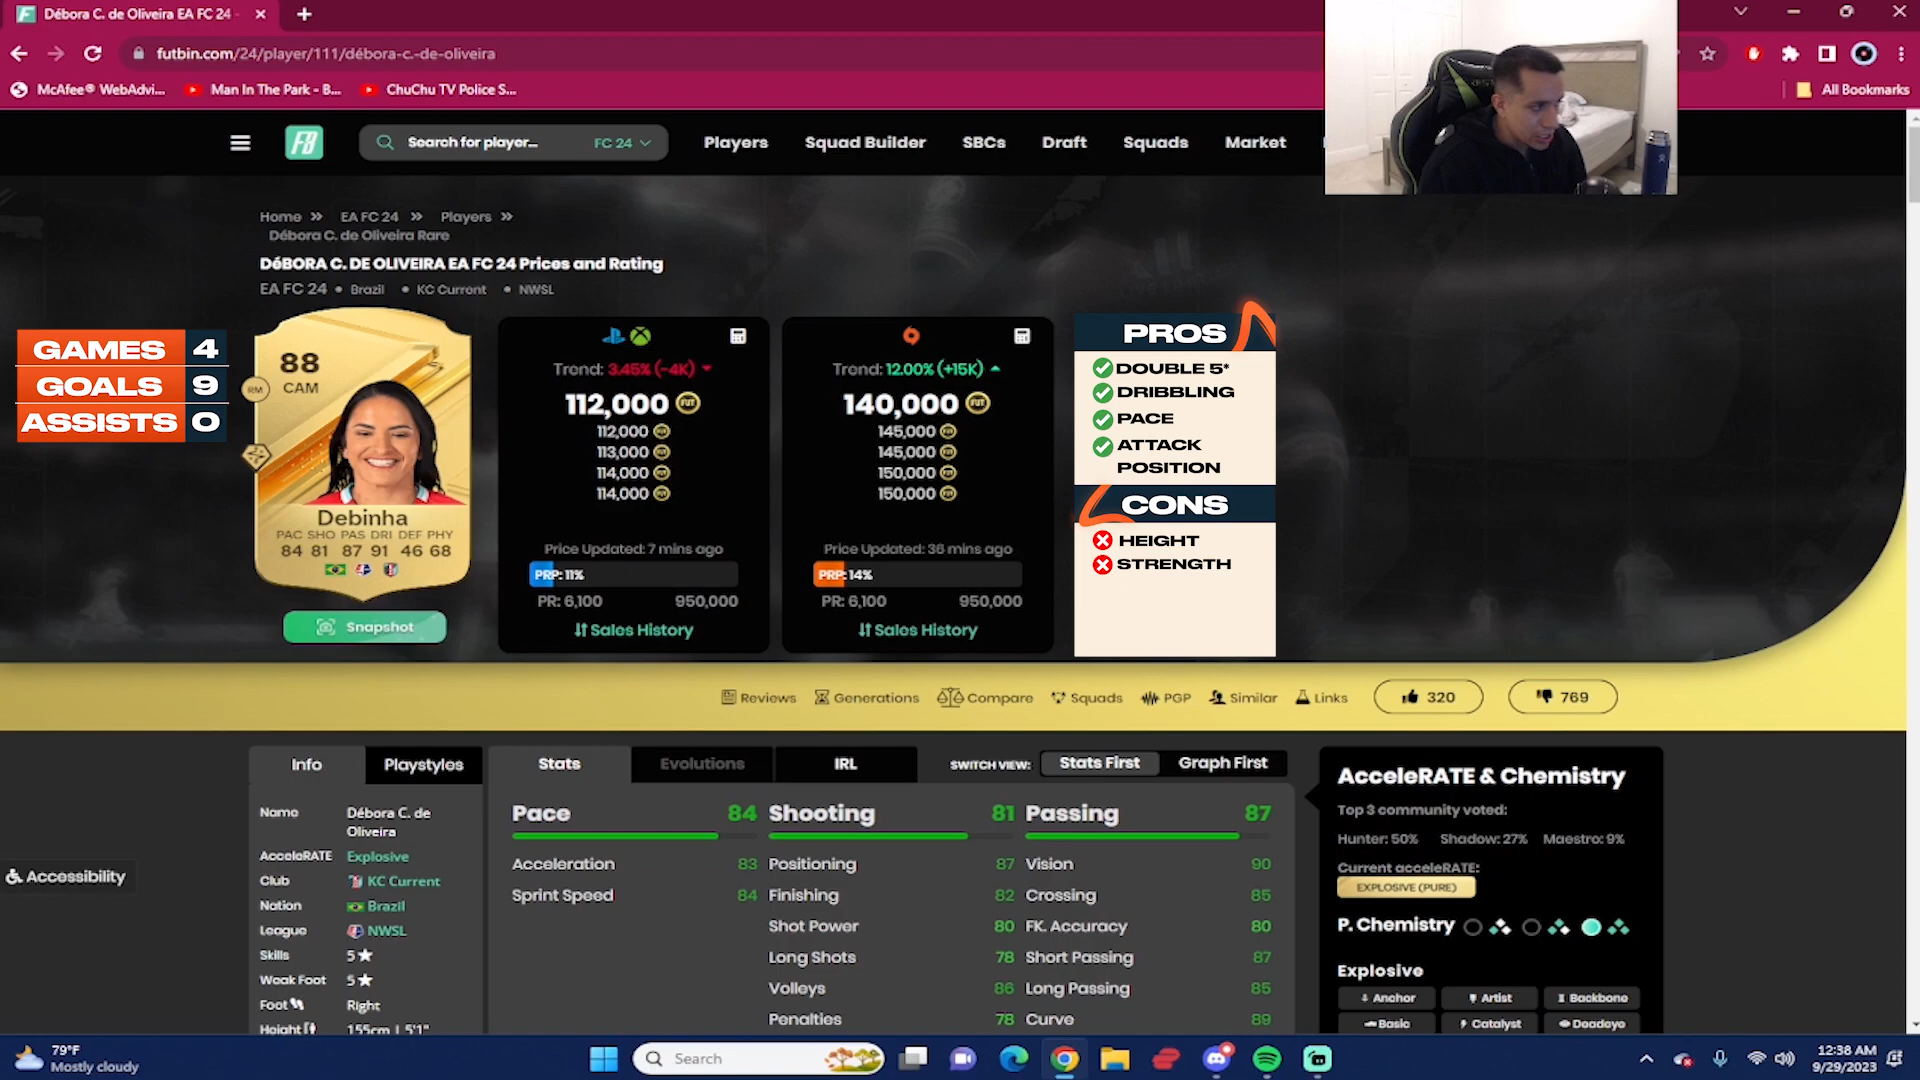 Débora C. de Oliveira EA FC 24 -
futbin.com/24/player/111/débora-c.-de-oliveira
McAfee® WebAdvi...
Man In The Park - B...
ChuChu TV Police S...
All Bookmarks
Search for player...
FC 24
Players
Squad Builder
SBCs
Draft
Squads
Market
Home
EA FC 24
Players
Débora C. de Oliveira Rare
DéBORA C. DE OLIVEIRA EA FC 24 Prices and Rating
EA FC 24 • Brazil • KC Current • NWSL
GAMES 4
GOALS 9
ASSISTS 0
88
CAM
RM
Debinha
PAC SHO PAS DRI DEF PHY
84 81 87 91 46 68
Snapshot
Trend: 3.45% (-4K)
112,000
112,000
113,000
114,000
114,000
Price Updated: 7 mins ago
PRP: 11%
PR: 6,100 950,000
Sales History
Trend: 12.00% (+15K)
140,000
145,000
145,000
150,000
150,000
Price Updated: 36 mins ago
PRP: 14%
PR: 6,100 950,000
Sales History
PROS
DOUBLE 5*
DRIBBLING
PACE
ATTACK
POSITION
CONS
HEIGHT
STRENGTH
Reviews
Generations
Compare
Squads
PGP
Similar
Links
320
769
Info
Playstyles
Name Débora C. de
Oliveira
AcceleRATE Explosive
Club KC Current
Nation Brazil
League NWSL
Skills 5
Weak Foot 5
Foot Right
Height 155cm | 5'1"
Stats
Evolutions
IRL
SWITCH VIEW:
Stats First
Graph First
Pace 84
Acceleration 83
Sprint Speed 84
Shooting 81
Positioning 87
Finishing 82
Shot Power 80
Long Shots 78
Volleys 86
Penalties 78
Passing 87
Vision 90
Crossing 85
FK. Accuracy 80
Short Passing 87
Long Passing 85
Curve 89
AcceleRATE & Chemistry
Top 3 community voted:
Hunter: 50% Shadow: 27% Maestro: 9%
Current acceleRATE:
EXPLOSIVE (PURE)
P. Chemistry
Explosive
Anchor
Artist
Backbone
Basic
Catalyst
Deadeye
Accessibility
79°F
Mostly cloudy
Search
12:38 AM
9/29/2023